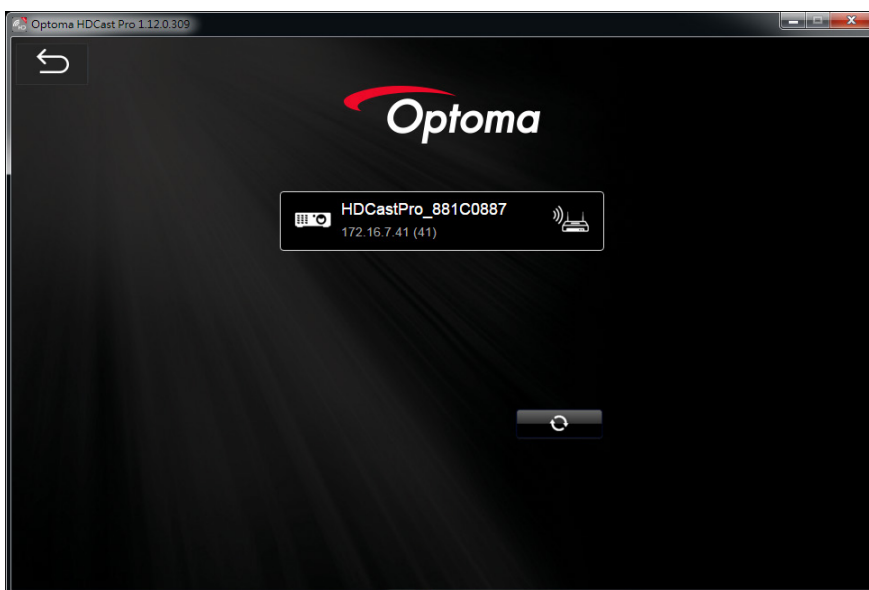 Optoma HDCast Pro 1.12.0.309
Optoma
HDCastPro_881C0887
172.16.7.41 (41)